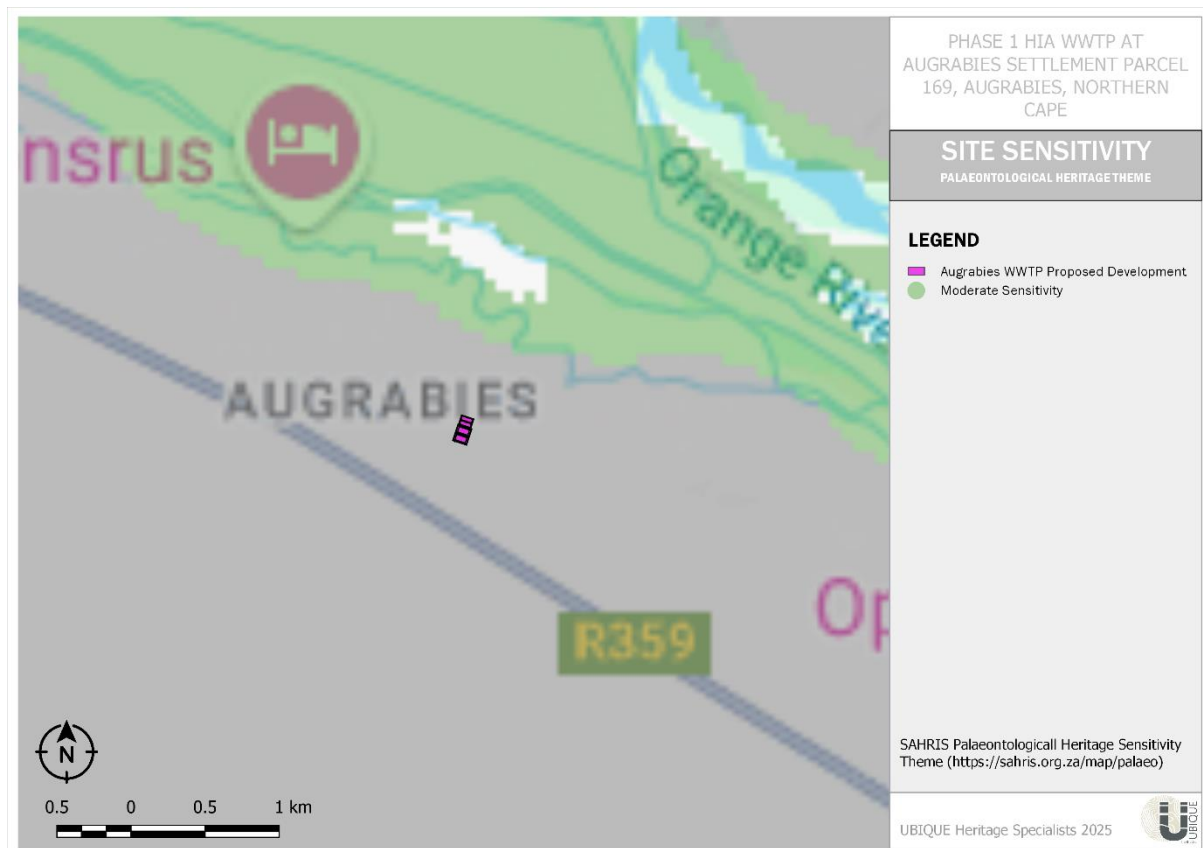 PHASE 1 HIA WWTP AT
AUGRABIES SETTLEMENT PARCEL
169, AUGRABIES, NORTHERN
CAPE
SITE SENSITIVITY
PALAEONTOLOGICAL HERITAGE THEME
LEGEND
Augrabies WWTP Proposed Development
Moderate Sensitivity
nsrus
Orange Rive
AUGRABIES
Op
R359
N
0.5 0 0.5 1 km
SAHRIS Palaeontologicall Heritage Sensitivity
Theme (https://sahris.org.za/map/palaeo)
UBIQUE Heritage Specialists 2025
UBIQUE